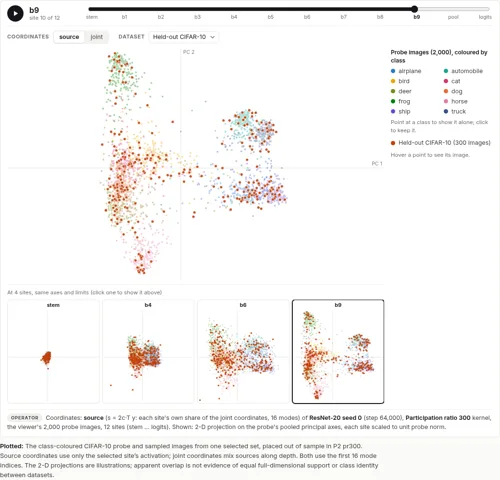 b9
site 10 of 12
stem b1 b2 b3 b4 b5 b6 b7 b8 b9 pool logits
COORDINATES source joint DATASET Held-out CIFAR-10
PC 2
PC 1
Probe images (2,000), coloured by
class
airplane automobile
bird cat
deer dog
frog horse
ship truck
Point at a class to show it alone; click
to keep it.
Held-out CIFAR-10 (300 images)
Hover a point to see its image.
At 4 sites, same axes and limits (click one to show it above)
stem b4 b6 b9
OPERATOR Coordinates: source (s = 2c·T γ: each site's own share of the joint coordinates, 16 modes) of ResNet-20 seed 0 (step 64,000), Participation ratio 300 kernel,
the viewer's 2,000 probe images, 12 sites (stem ... logits). Shown: 2-D projection on the probe's pooled principal axes, each site scaled to unit probe norm.
Plotted: The class-coloured CIFAR-10 probe and sampled images from one selected set, placed out of sample in P2 pr300.
Source coordinates use only the selected site's activation; joint coordinates mix sources along depth. Both use the first 16 mode
indices. The 2-D projections are illustrations; apparent overlap is not evidence of equal full-dimensional support or class identity
between datasets.